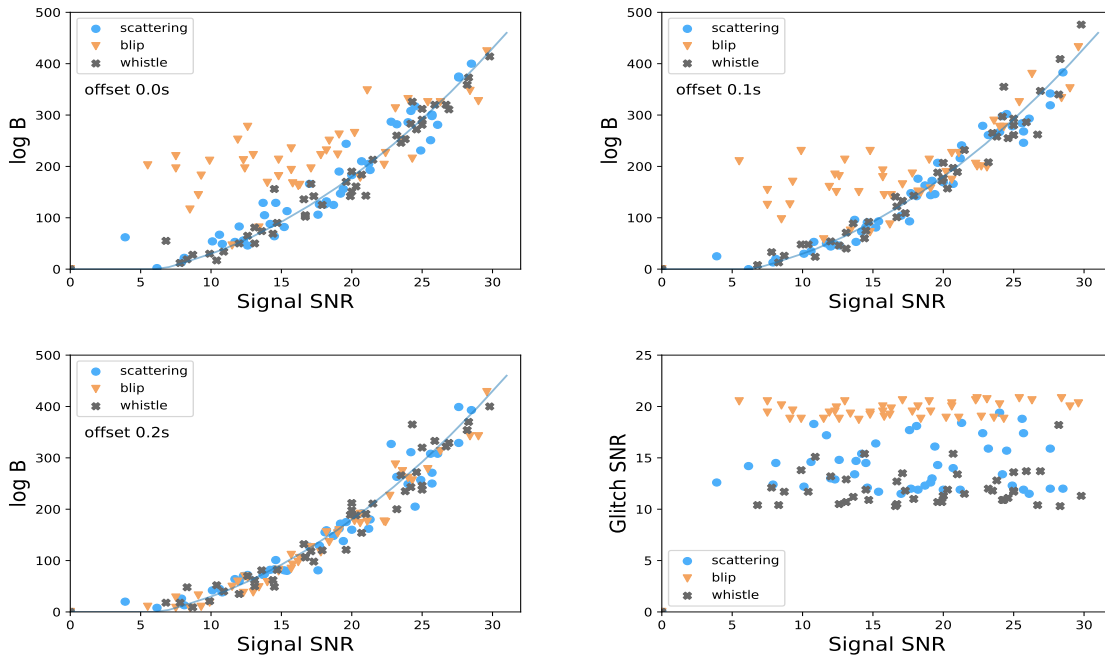 500
400
300
200
100
0
log B
scattering
blip
whistle
offset 0.0s
0 5 10 15 20 25 30
Signal SNR
500
400
300
200
100
0
log B
scattering
blip
whistle
offset 0.1s
0 5 10 15 20 25 30
Signal SNR
500
400
300
200
100
0
log B
scattering
blip
whistle
offset 0.2s
0 5 10 15 20 25 30
Signal SNR
25
20
15
10
5
0
Glitch SNR
scattering
blip
whistle
0 5 10 15 20 25 30
Signal SNR